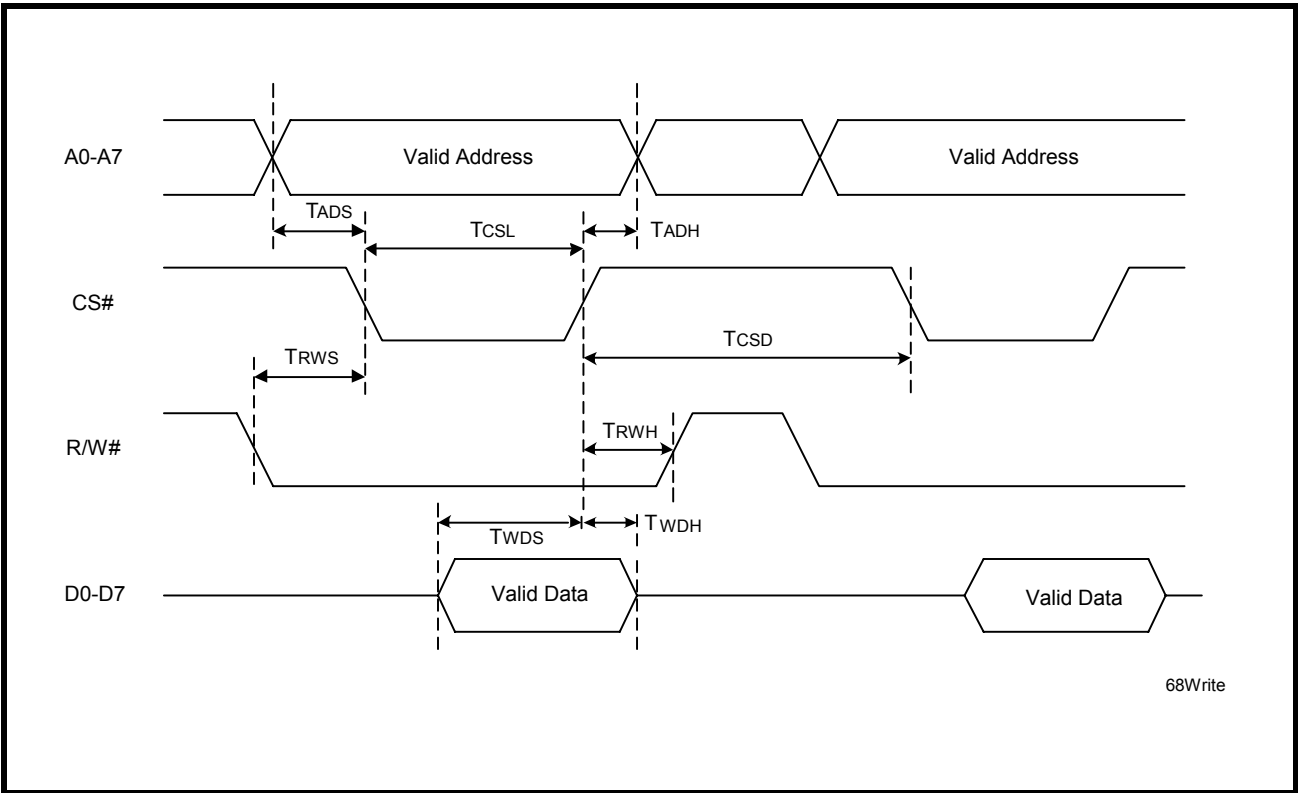 A0-A7
Valid Address
Valid Address
TADS
TCSL
TADH
CS#
TCSD
TRWS
R/W#
TRWH
TWDS
TWDH
D0-D7
Valid Data
Valid Data
68Write